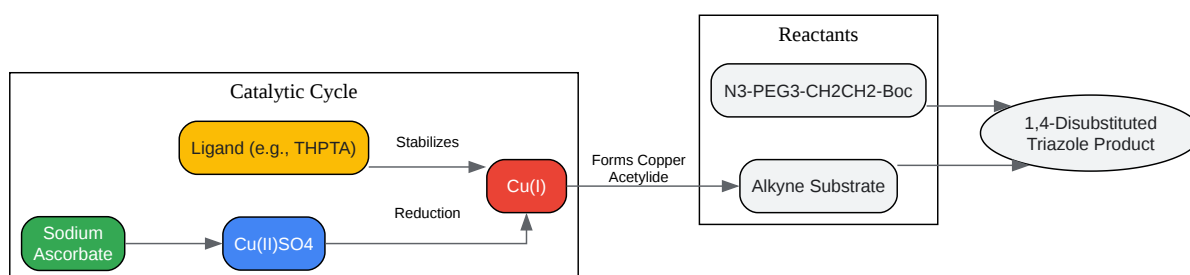 Reactants
Catalytic Cycle
N3-PEG3-CH2CH2-Boc
1,4-Disubstituted
Triazole Product
Ligand (e.g., THPTA)
Stabilizes
Cu(I)
Forms Copper
Acetylide
Alkyne Substrate
Sodium
Ascorbate
Cu(II)SO4
Reduction